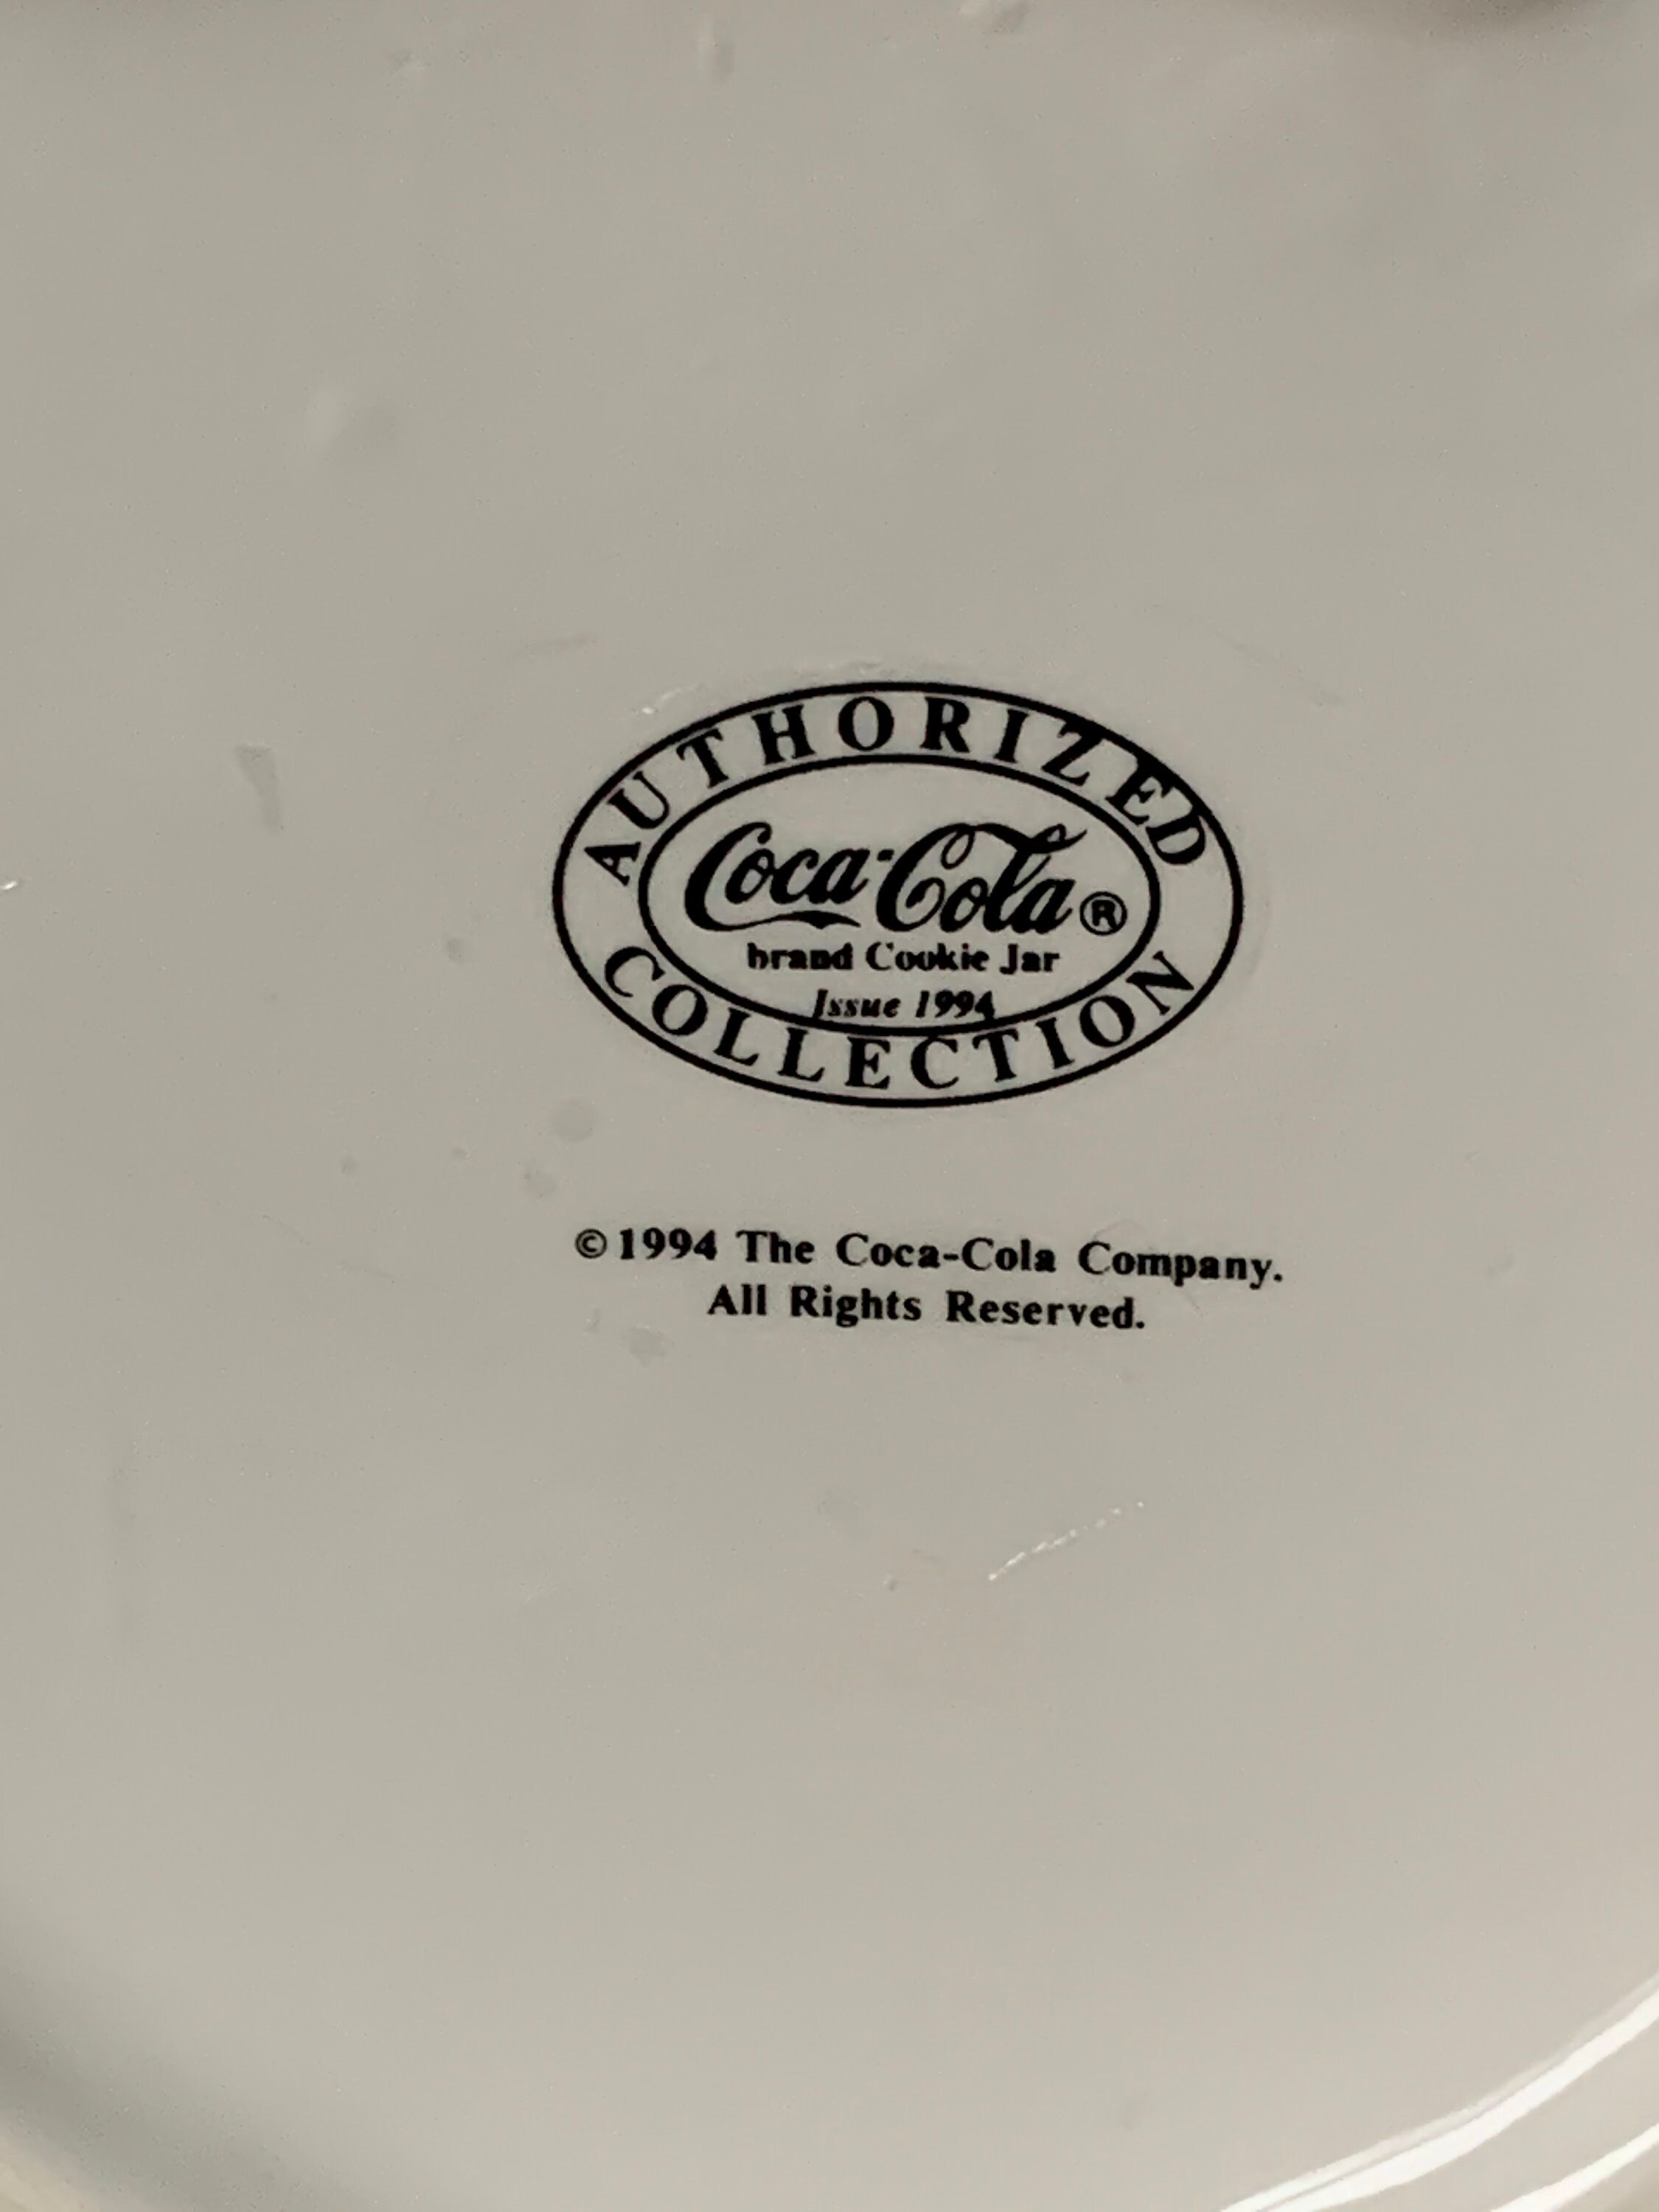 AUTHORIZED
Coca-Cola®
brand Cookie Jar
Issue 1994
COLLECTION
©1994 The Coca-Cola Company.
All Rights Reserved.